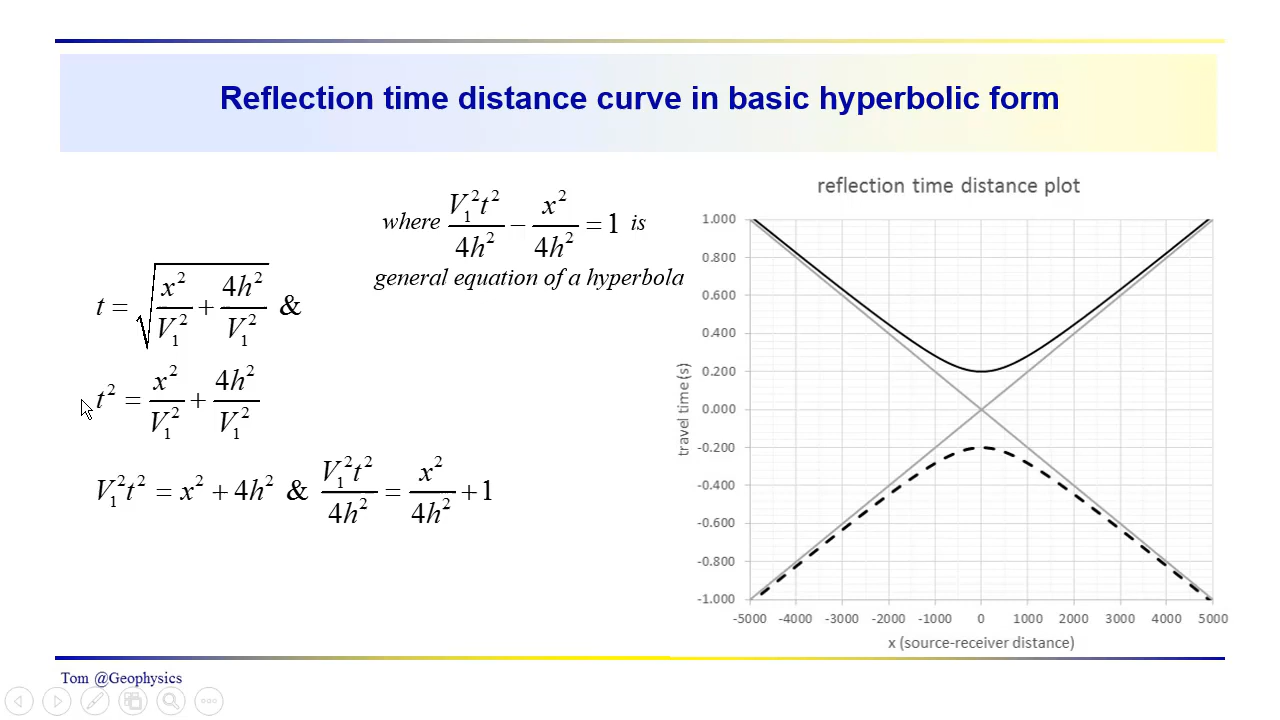 Reflection time distance curve in basic hyperbolic form
where V₁²t²/4h² − x²/4h² = 1 is
general equation of a hyperbola
t = √(x²/V₁² + 4h²/V₁²) &
t² = x²/V₁² + 4h²/V₁²
V₁²t² = x² + 4h² & V₁²t²/4h² = x²/4h² + 1
reflection time distance plot
travel time (s)
1.000
0.800
0.600
0.400
0.200
0.000
-0.200
-0.400
-0.600
-0.800
-1.000
-5000 -4000 -3000 -2000 -1000 0 1000 2000 3000 4000 5000
x (source-receiver distance)
Tom @Geophysics